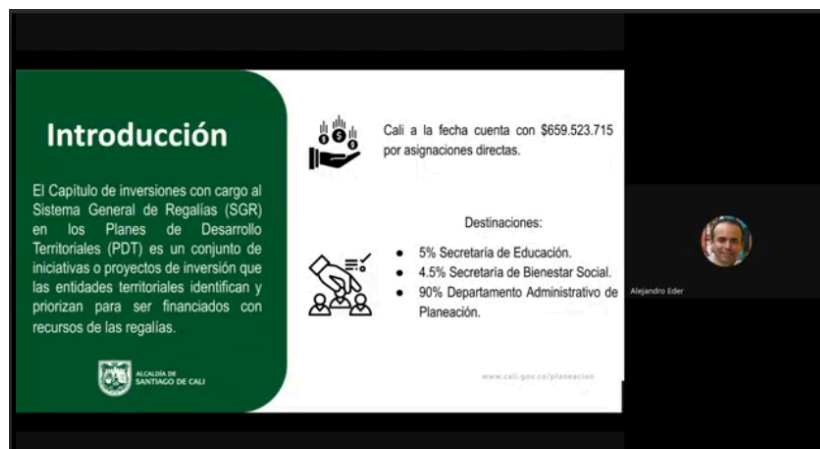 Introducción
El Capítulo de inversiones con cargo al
Sistema General de Regalías (SGR)
en los Planes de Desarrollo
Territoriales (PDT) es un conjunto de
iniciativas o proyectos de inversión que
las entidades territoriales identifican y
priorizan para ser financiados con
recursos de las regalías.
ALCALDÍA DE
SANTIAGO DE CALI
Cali a la fecha cuenta con $659.523.715
por asignaciones directas.
Destinaciones:
● 5% Secretaría de Educación.
● 4.5% Secretaría de Bienestar Social.
● 90% Departamento Administrativo de
Planeación.
www.cali.gov.co/planeacion
Alejandro Eder